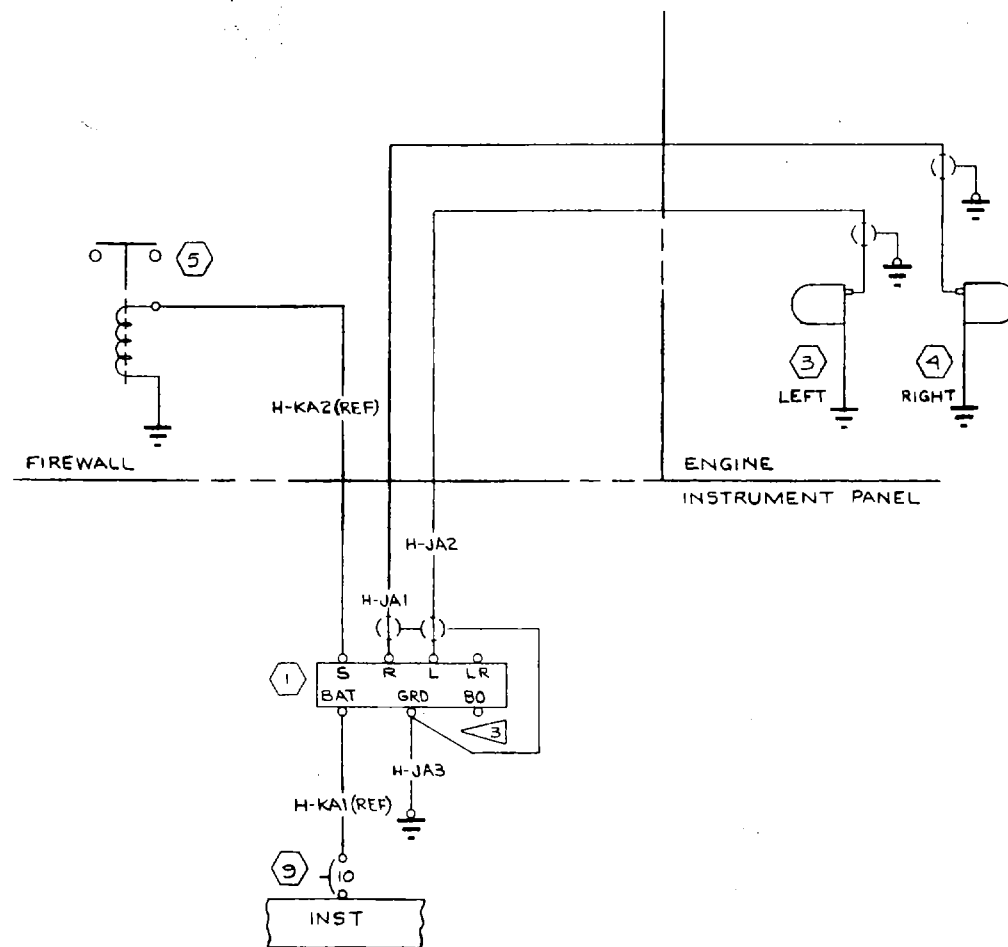 5
3
4
LEFT
RIGHT
H-KA2(REF)
FIREWALL
ENGINE
INSTRUMENT PANEL
H-JA2
H-JA1
1
S R L LR
BAT GRD BO
3
H-JA3
H-KA1(REF)
9
10
INST